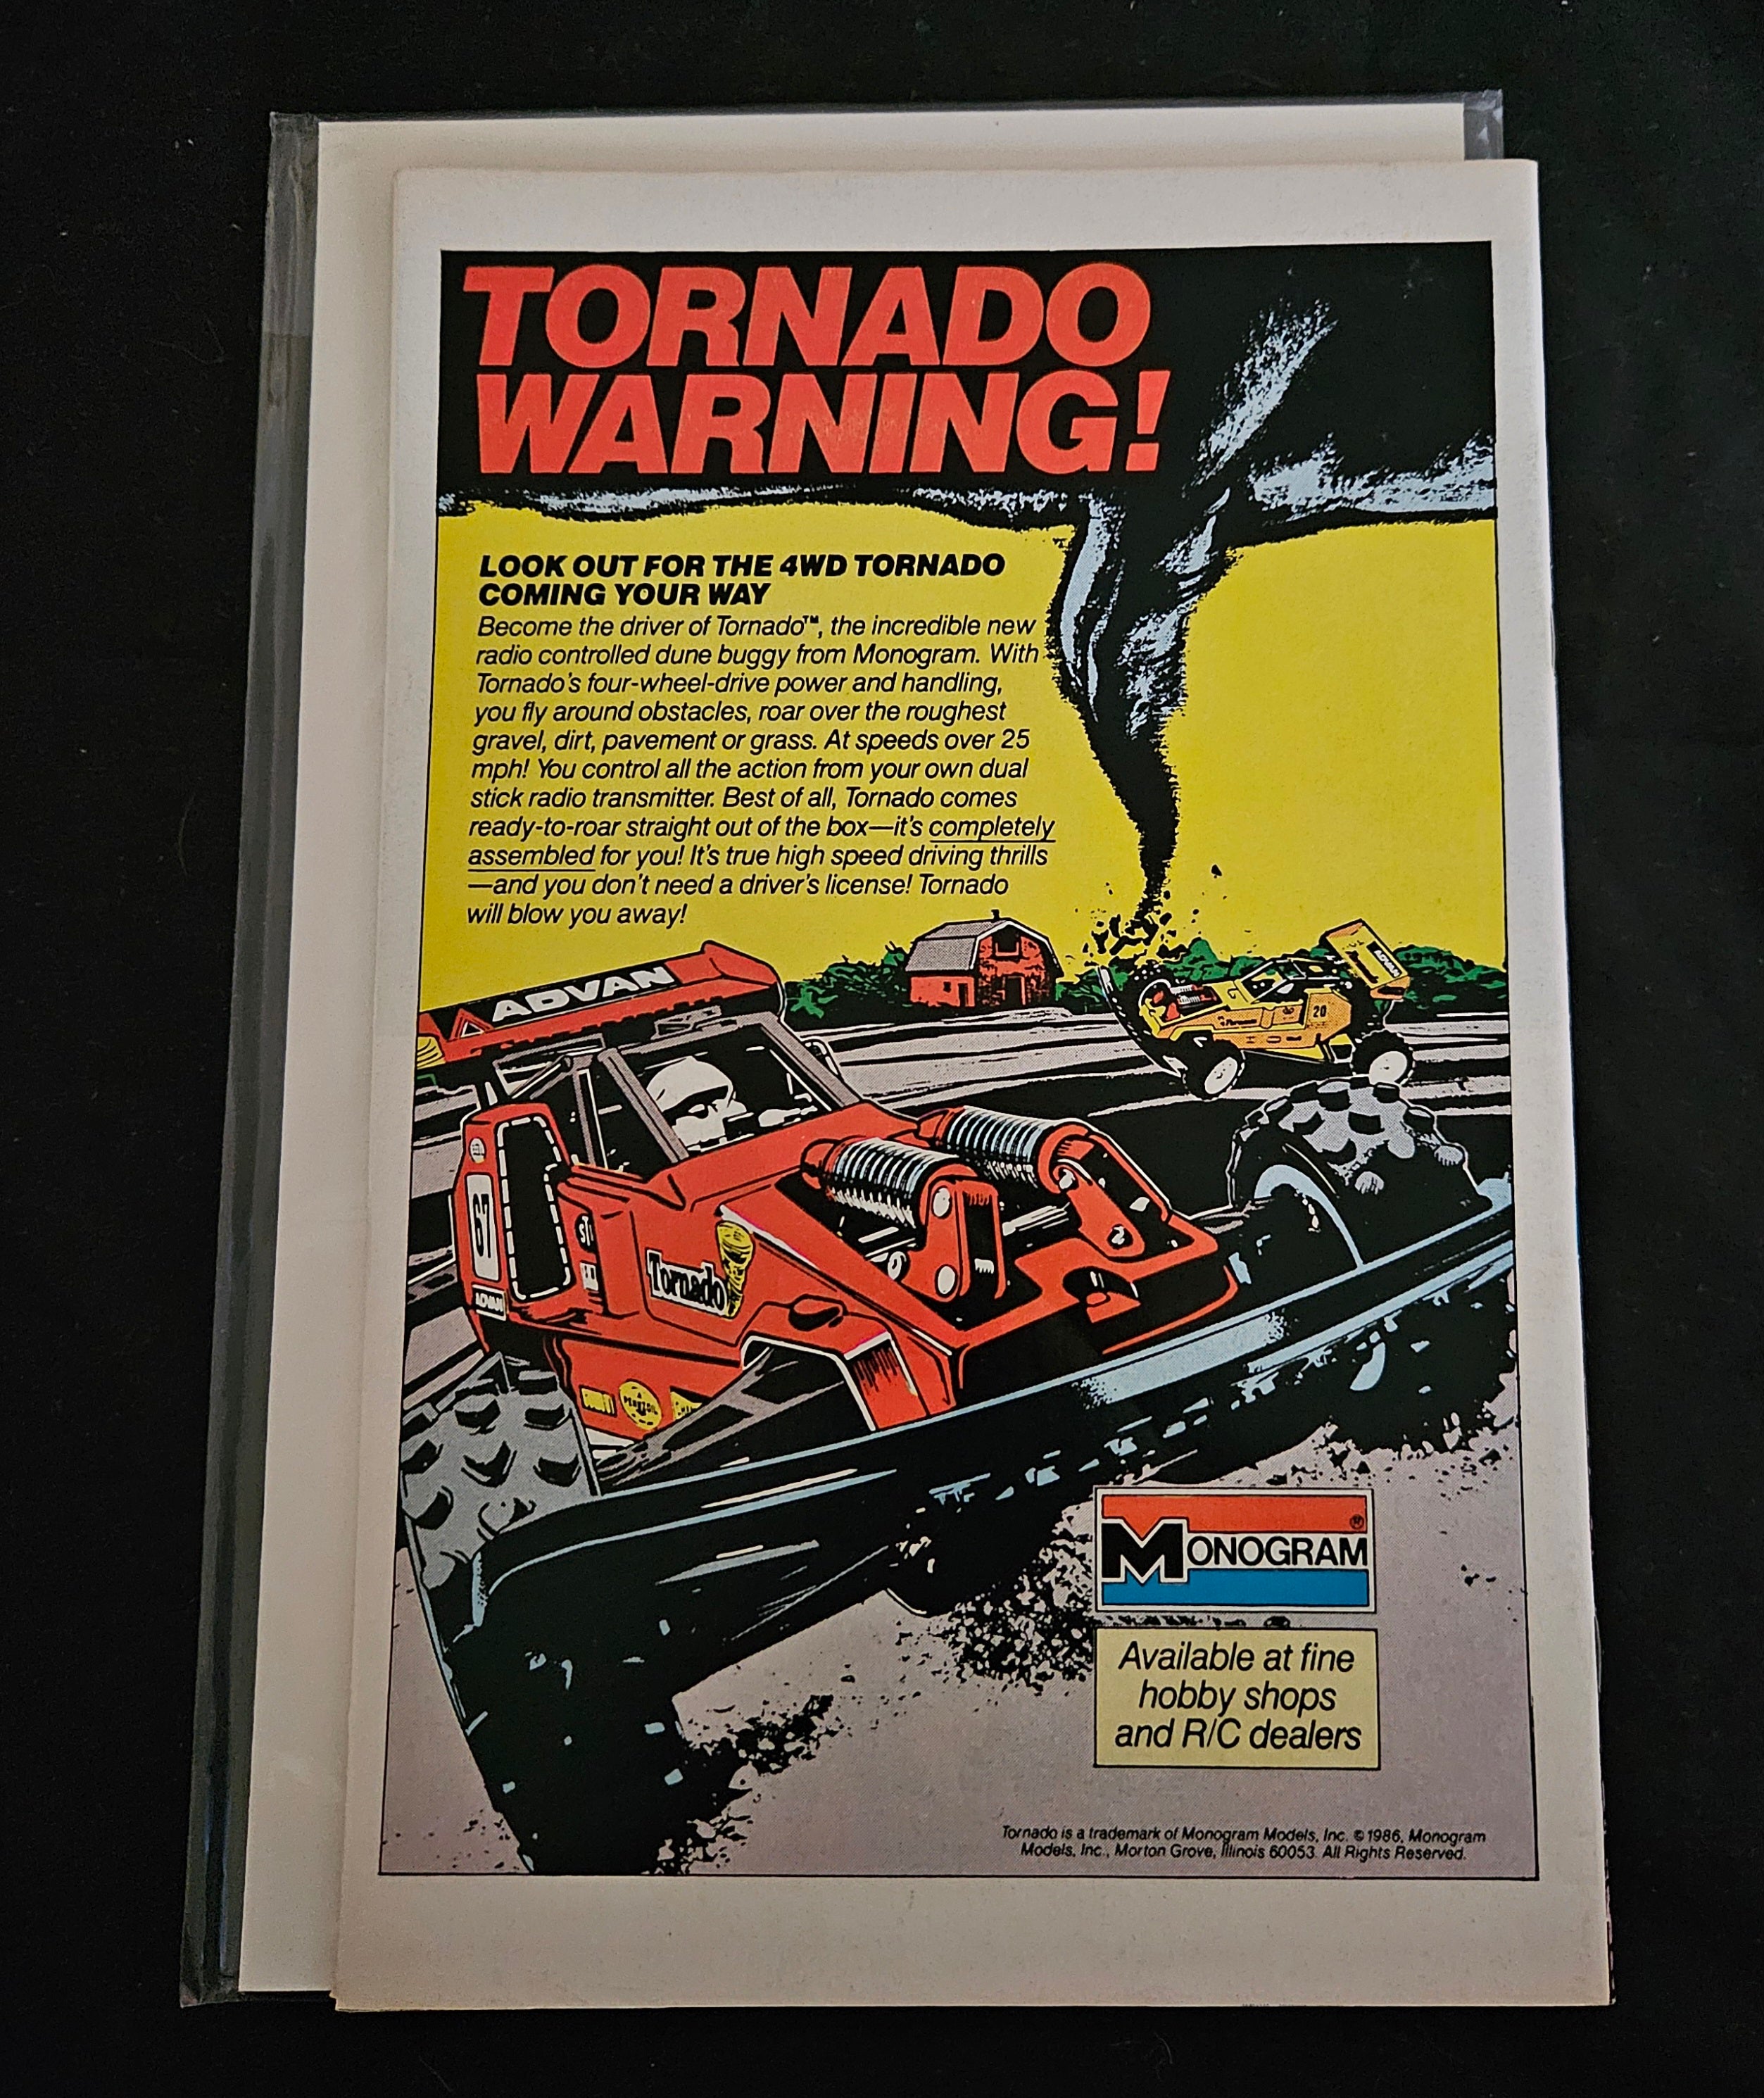 TORNADO
WARNING!
LOOK OUT FOR THE 4WD TORNADO
COMING YOUR WAY
Become the driver of Tornado™, the incredible new
radio controlled dune buggy from Monogram. With
Tornado's four-wheel-drive power and handling,
you fly around obstacles, roar over the roughest
gravel, dirt, pavement or grass. At speeds over 25
mph! You control all the action from your own dual
stick radio transmitter. Best of all, Tornado comes
ready-to-roar straight out of the box—it's completely
assembled for you! It's true high speed driving thrills
—and you don't need a driver's license! Tornado
will blow you away!
ADVAN
ADVAN
20
67
Tornado
ADVAN
MONOGRAM®
Available at fine
hobby shops
and R/C dealers
Tornado is a trademark of Monogram Models, Inc. © 1986, Monogram
Models, Inc., Morton Grove, Illinois 60053. All Rights Reserved.